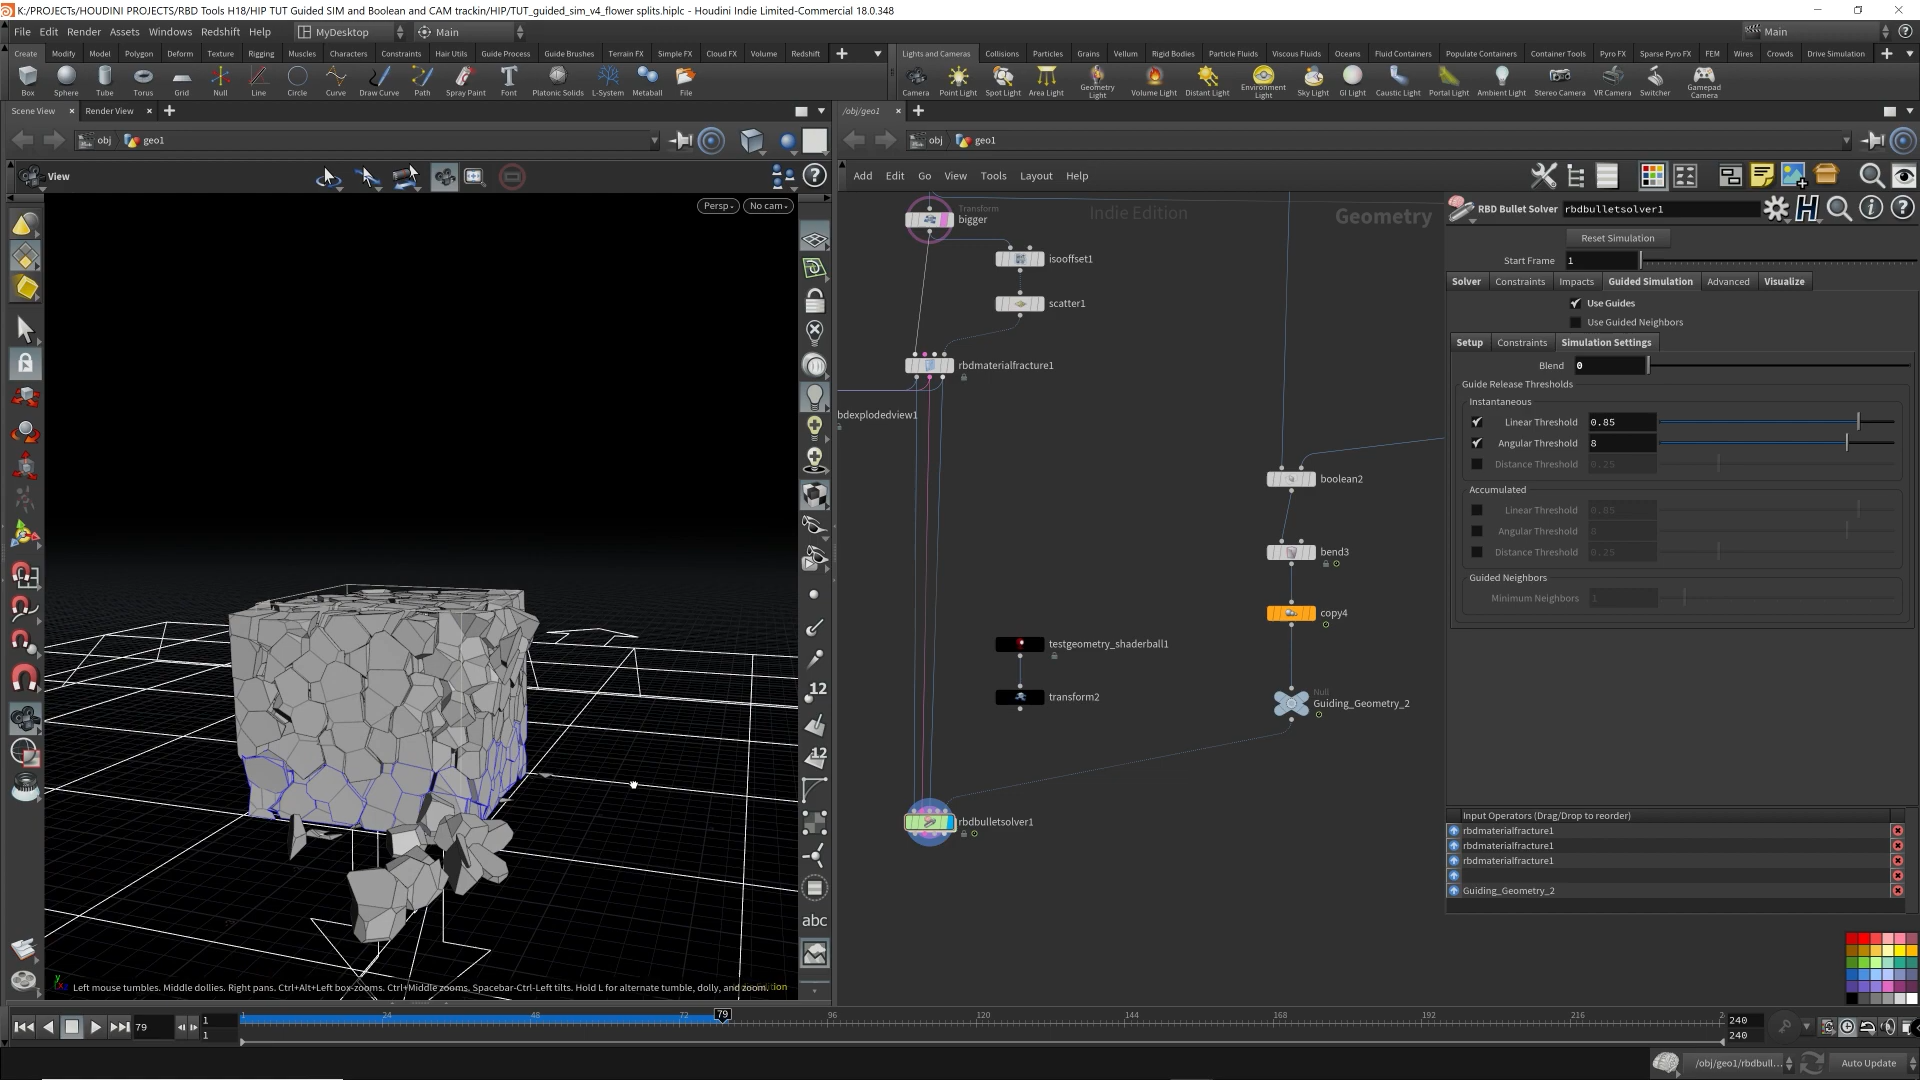 K:/PROJECTs/HOUDINI PROJECTS/RBD Tools H18/HIP TUT Guided SIM and Boolean and CAM trackin/HIP/TUT_guided_sim_v4_flower splits.hiplc - Houdini Indie Limited-Commercial 18.0.348
File Edit Render Assets Windows Redshift Help MyDesktop Main Main
Create Modify Model Polygon Deform Texture Rigging Muscles Characters Constraints Hair Utils Guide Process Guide Brushes Terrain FX Simple FX Cloud FX Volume Redshift
Lights and Cameras Collisions Particles Grains Vellum Rigid Bodies Particle Fluids Viscous Fluids Oceans Fluid Containers Populate Containers Container Tools Pyro FX Sparse Pyro FX FEM Wires Crowds Drive Simulation
Box Sphere Tube Torus Grid Null Line Circle Curve Draw Curve Path Spray Paint Font Platonic Solids L-System Metaball File
Camera Point Light Spot Light Area Light Geometry Light Volume Light Distant Light Environment Light Sky Light GI Light Caustic Light Portal Light Ambient Light Stereo Camera VR Camera Switcher Gamepad Camera
Scene View Render View
/obj/geo1
obj geo1
obj geo1
View
Add Edit Go View Tools Layout Help
Persp No cam
Indie Edition
Geometry
Transform
bigger
isooffset1
scatter1
rbdmaterialfracture1
bdexplodedview1
boolean2
bend3
copy4
testgeometry_shaderball1
transform2
Null
Guiding_Geometry_2
rbdbulletsolver1
RBD Bullet Solver rbdbulletsolver1
Reset Simulation
Start Frame 1
Solver Constraints Impacts Guided Simulation Advanced Visualize
Use Guides
Use Guided Neighbors
Setup Constraints Simulation Settings
Blend 0
Guide Release Thresholds
Instantaneous
Linear Threshold 0.85
Angular Threshold 8
Distance Threshold 0.25
Accumulated
Linear Threshold 0.85
Angular Threshold 8
Distance Threshold 0.25
Guided Neighbors
Minimum Neighbors 1
Input Operators (Drag/Drop to reorder)
rbdmaterialfracture1
rbdmaterialfracture1
rbdmaterialfracture1
Guiding_Geometry_2
12
12
abc
Left mouse tumbles. Middle dollies. Right pans. Ctrl+Alt+Left box-zooms. Ctrl+Middle zooms. Spacebar-Ctrl-Left tilts. Hold L for alternate tumble, dolly, and zoom.
79 1 1 24 48 72 79 96 120 144 168 192 216 2 240 240
/obj/geo1/rbdbull... Auto Update